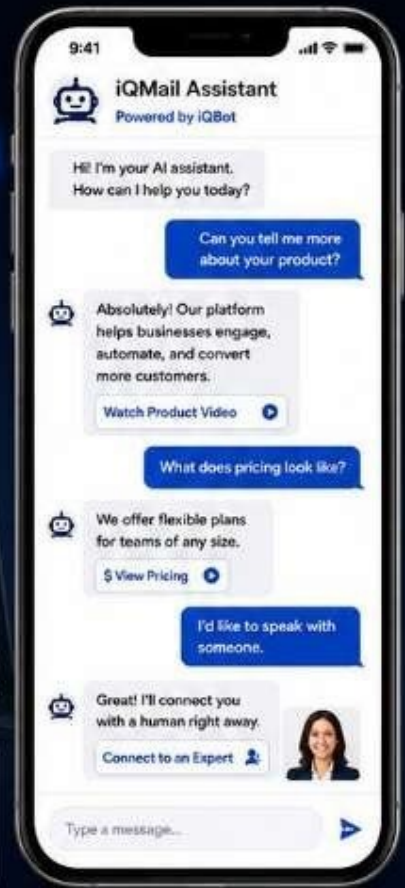 9:41
iQMail Assistant
Powered by iQBot
Hi! I'm your AI assistant.
How can I help you today?
Can you tell me more
about your product?
Absolutely! Our platform
helps businesses engage,
automate, and convert
more customers.
Watch Product Video
What does pricing look like?
We offer flexible plans
for teams of any size.
$ View Pricing
I'd like to speak with
someone.
Great! I'll connect you
with a human right away.
Connect to an Expert
Type a message...